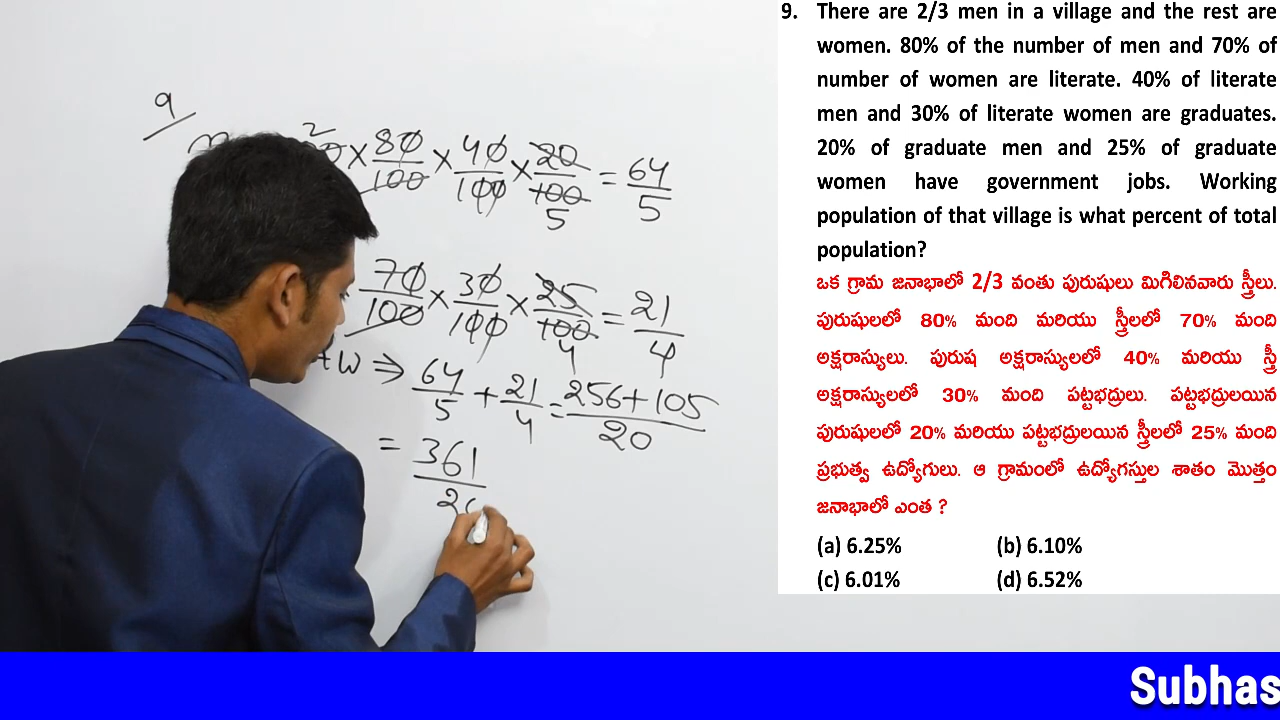 9
2
× 80/100 × 40/100 × 20/100 = 64/5
5
70/100 × 30/100 × 25/100 = 21/4
4
+ W ⇒ 64/5 + 21/4 = 256+105/20
= 361/20
9. There are 2/3 men in a village and the rest are
women. 80% of the number of men and 70% of
number of women are literate. 40% of literate
men and 30% of literate women are graduates.
20% of graduate men and 25% of graduate
women have government jobs. Working
population of that village is what percent of total
population?
ఒక గ్రామ జనాభాలో 2/3 వంతు పురుషులు మిగిలినవారు స్త్రీలు.
పురుషులలో 80% మంది మరియు స్త్రీలలో 70% మంది
అక్షరాస్యులు. పురుష అక్షరాస్యులలో 40% మరియు స్త్రీ
అక్షరాస్యులలో 30% మంది పట్టభద్రులు. పట్టభద్రులయిన
పురుషులలో 20% మరియు పట్టభద్రులయిన స్త్రీలలో 25% మంది
ప్రభుత్వ ఉద్యోగులు. ఆ గ్రామంలో ఉద్యోగస్తుల శాతం మొత్తం
జనాభాలో ఎంత ?
(a) 6.25% (b) 6.10%
(c) 6.01% (d) 6.52%
Subhas